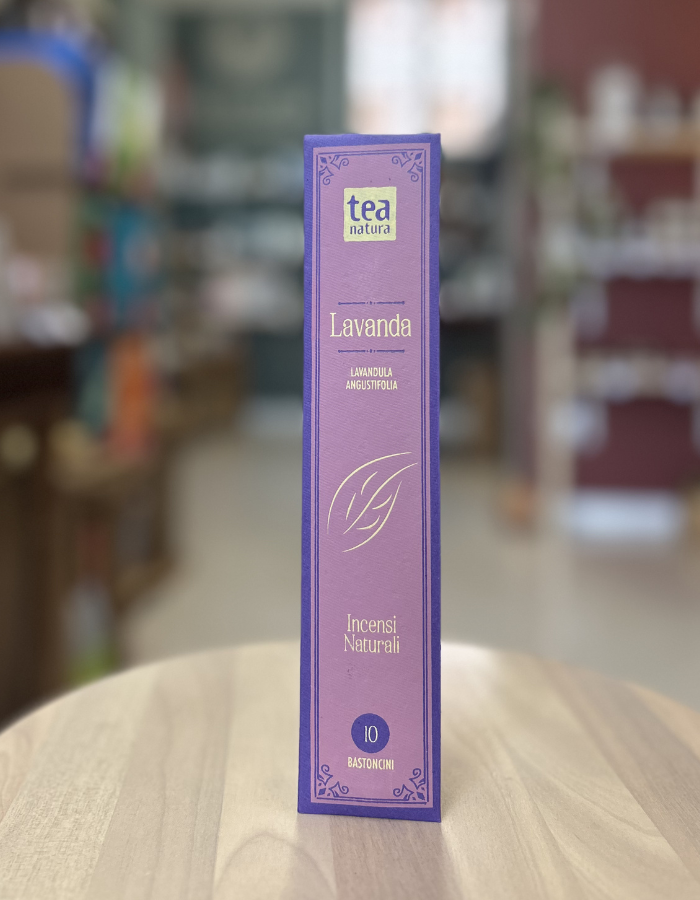 tea
natura
Lavanda
LAVANDULA
ANGUSTIFOLIA
Incensi
Naturali
10
BASTONCINI